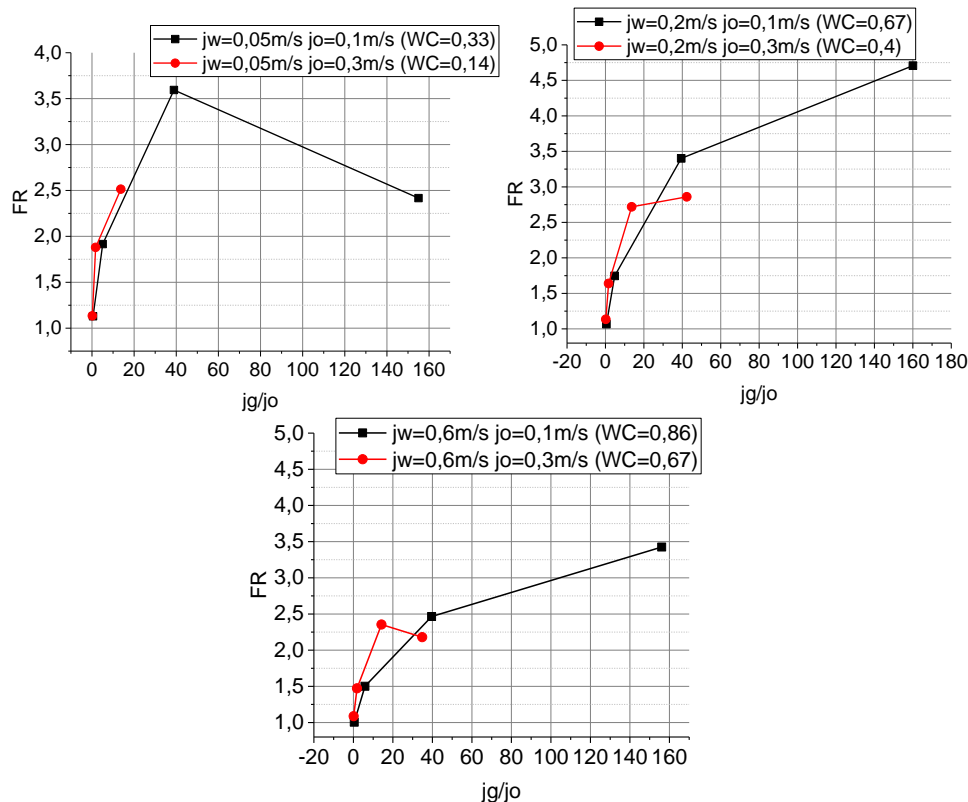 jw=0,05m/s jo=0,1m/s (WC=0,33)
jw=0,05m/s jo=0,3m/s (WC=0,14)
4,0
3,5
3,0
2,5
2,0
1,5
1,0
FR
0 20 40 60 80 100 120 140 160
jg/jo
jw=0,2m/s jo=0,1m/s (WC=0,67)
jw=0,2m/s jo=0,3m/s (WC=0,4)
5,0
4,5
4,0
3,5
3,0
2,5
2,0
1,5
1,0
FR
-20 0 20 40 60 80 100 120 140 160 180
jg/jo
jw=0,6m/s jo=0,1m/s (WC=0,86)
jw=0,6m/s jo=0,3m/s (WC=0,67)
5,0
4,5
4,0
3,5
3,0
2,5
2,0
1,5
1,0
FR
-20 0 20 40 60 80 100 120 140 160
jg/jo